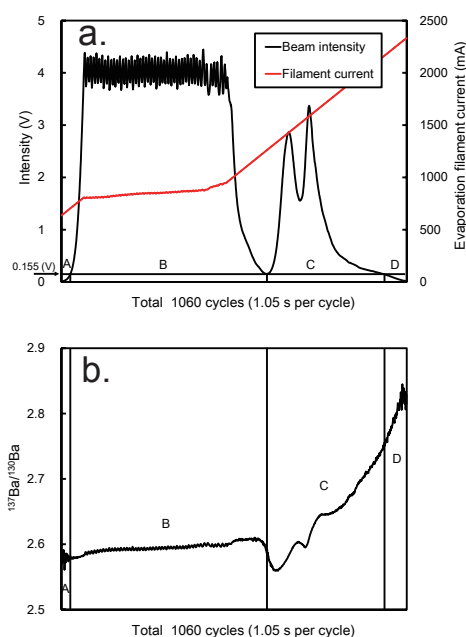 a.
Beam intensity
Filament current
5
4
3
2
1
0
Intensity (V)
0.155 (V)
2500
2000
1500
1000
500
0
Evaporation filament current (mA)
A
B
C
D
Total 1060 cycles (1.05 s per cycle)
b.
2.9
2.8
2.7
2.6
2.5
¹³⁷Ba/¹³⁰Ba
A
B
C
D
Total 1060 cycles (1.05 s per cycle)